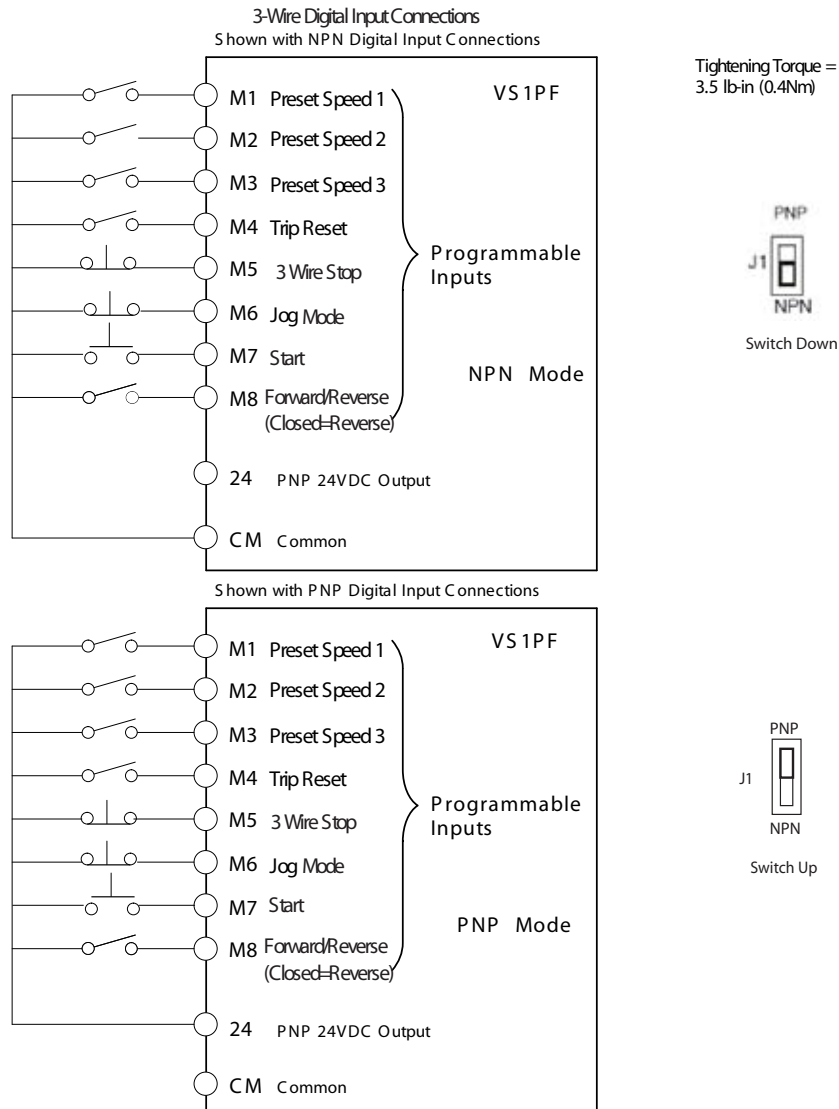 3-Wire Digital Input Connections
Shown with NPN Digital Input Connections
Tightening Torque =
3.5 lb-in (0.4Nm)
VS1PF
M1 Preset Speed 1
M2 Preset Speed 2
M3 Preset Speed 3
M4 Trip Reset
M5 3 Wire Stop
M6 Jog Mode
M7 Start
M8 Forward/Reverse
(Closed=Reverse)
Programmable
Inputs
NPN Mode
24 PNP 24VDC Output
CM Common
PNP
J1
NPN
Switch Down
Shown with PNP Digital Input Connections
VS1PF
M1 Preset Speed 1
M2 Preset Speed 2
M3 Preset Speed 3
M4 Trip Reset
M5 3 Wire Stop
M6 Jog Mode
M7 Start
M8 Forward/Reverse
(Closed=Reverse)
Programmable
Inputs
PNP Mode
24 PNP 24VDC Output
CM Common
PNP
J1
NPN
Switch Up